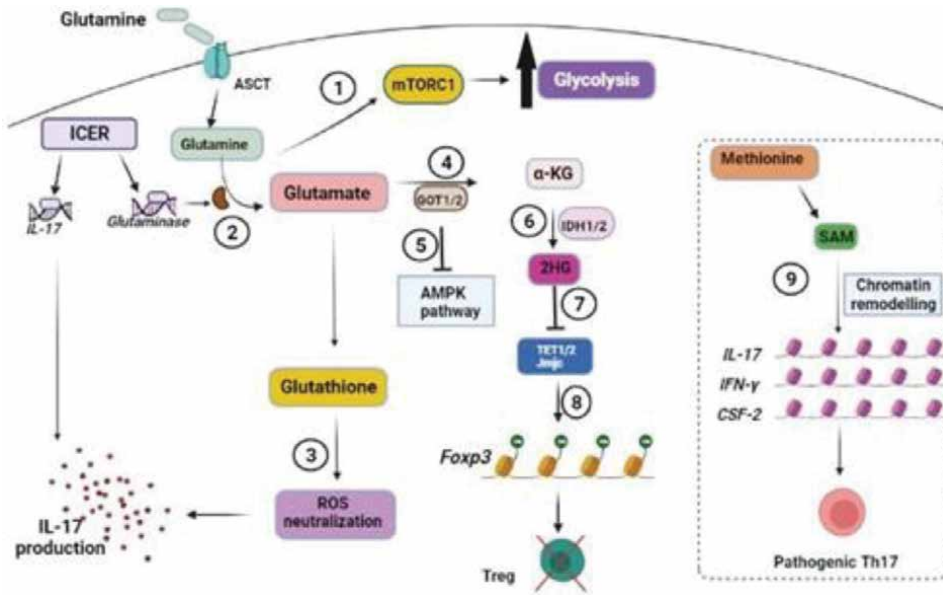 Glutamine
ASCT
1
mTORC1
Glycolysis
ICER
Glutamine
IL-17
Glutaminase
2
Glutamate
4
GOT1/2
α-KG
5
AMPK
pathway
6
IDH1/2
2HG
7
TET1/2
Jmjc
8
Foxp3
Treg
Glutathione
3
ROS
neutralization
IL-17
production
Methionine
SAM
9
Chromatin
remodelling
IL-17
IFN-γ
CSF-2
Pathogenic Th17